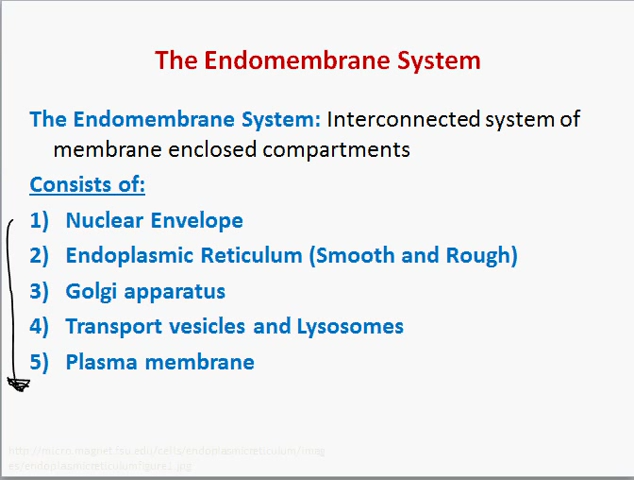 The Endomembrane System
The Endomembrane System: Interconnected system of
membrane enclosed compartments
Consists of:
1) Nuclear Envelope
2) Endoplasmic Reticulum (Smooth and Rough)
3) Golgi apparatus
4) Transport vesicles and Lysosomes
5) Plasma membrane
http://micro.magnet.fsu.edu/cells/endoplasmicreticulum/imag
es/endoplasmicreticulumfigure1.jpg